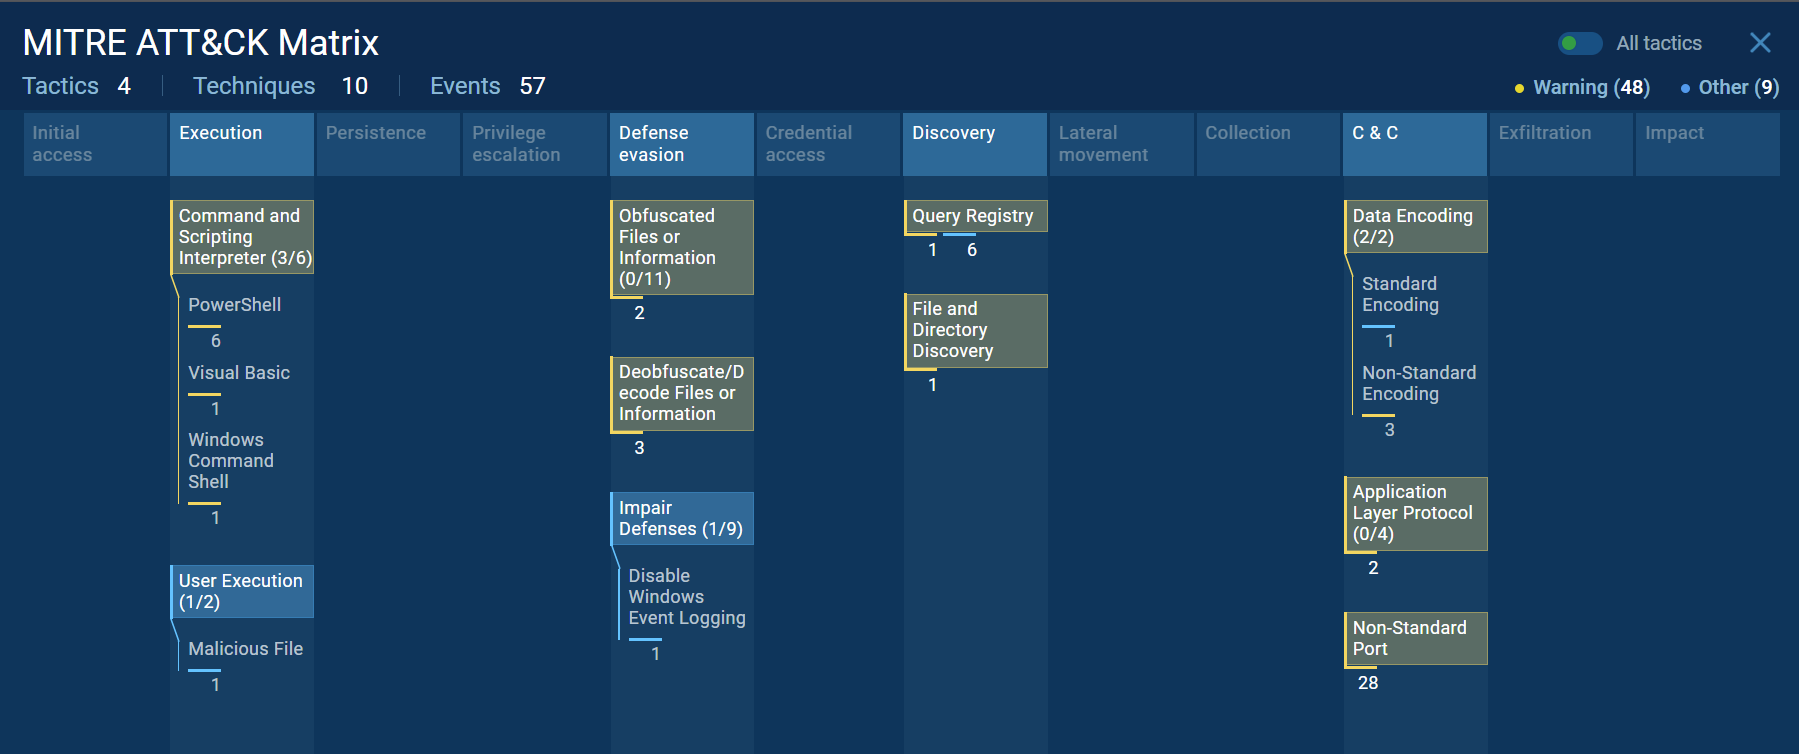 MITRE ATT&CK Matrix
All tactics
Tactics 4
Techniques 10
Events 57
Warning (48)
Other (9)
Initial
access
Execution
Persistence
Privilege
escalation
Defense
evasion
Credential
access
Discovery
Lateral
movement
Collection
C & C
Exfiltration
Impact
Command and
Scripting
Interpreter (3/6)
PowerShell
6
Visual Basic
1
Windows
Command
Shell
1
User Execution
(1/2)
Malicious File
1
Obfuscated
Files or
Information
(0/11)
2
Deobfuscate/D
ecode Files or
Information
3
Impair
Defenses (1/9)
Disable
Windows
Event Logging
1
Query Registry
1 6
File and
Directory
Discovery
1
Data Encoding
(2/2)
Standard
Encoding
1
Non-Standard
Encoding
3
Application
Layer Protocol
(0/4)
2
Non-Standard
Port
28